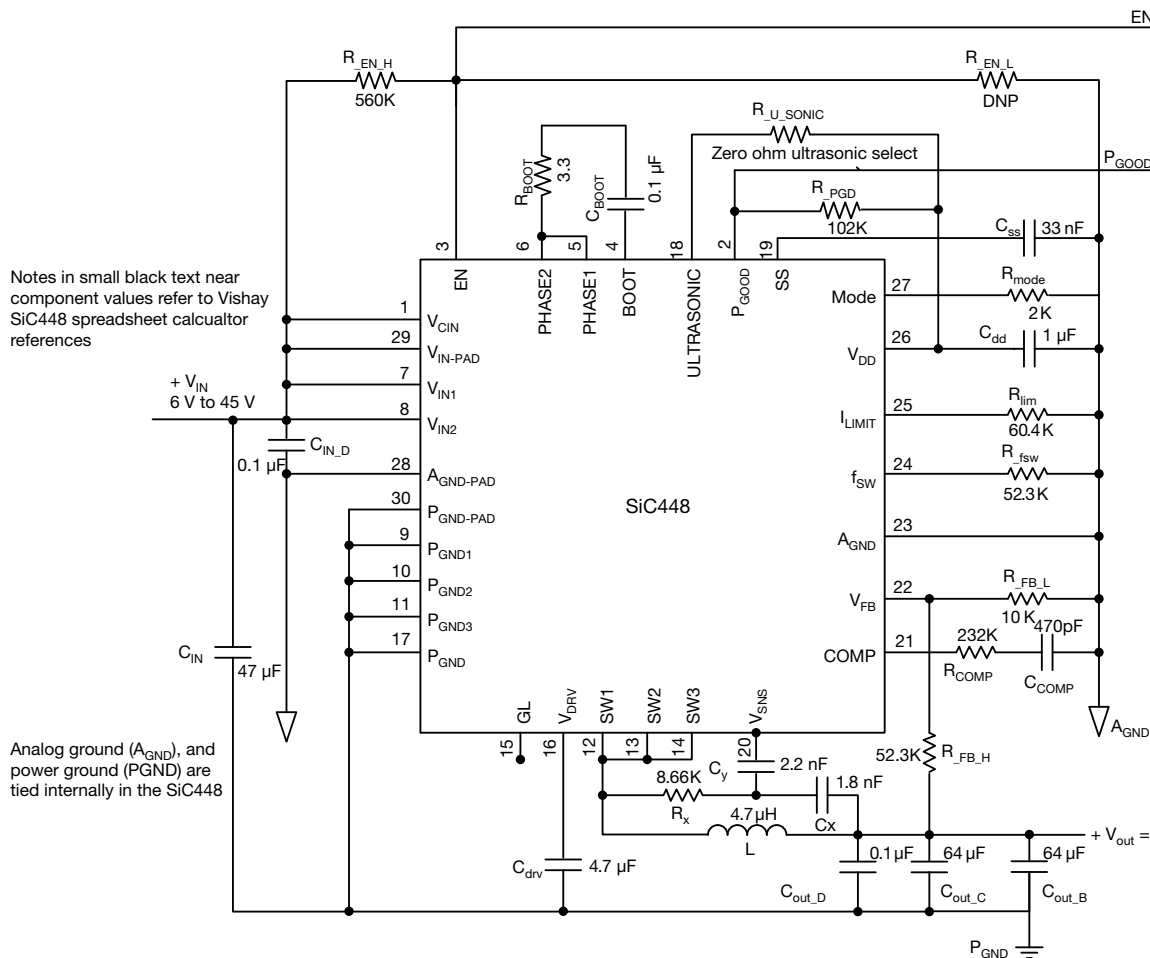 EN
R_EN_H
560K
R_EN_L
DNP
R_U_SONIC
Zero ohm ultrasonic select
P_GOOD
R_BOOT
3.3
C_BOOT
0.1 µF
R_PGD
102K
C_ss
33 nF
3
6
5
4
18
2
19
EN
PHASE2
PHASE1
BOOT
ULTRASONIC
P_GOOD
SS
Notes in small black text near
component values refer to Vishay
SiC448 spreadsheet calcualtor
references
1
V_CIN
29
V_IN-PAD
7
V_IN1
8
V_IN2
28
A_GND-PAD
30
P_GND-PAD
9
P_GND1
10
P_GND2
11
P_GND3
17
P_GND
+ V_IN
6 V to 45 V
C_IN_D
0.1 µF
C_IN
47 µF
SiC448
Mode
27
R_mode
2K
V_DD
26
C_dd
1 µF
I_LIMIT
25
R_lim
60.4K
f_SW
24
R_fsw
52.3K
A_GND
23
V_FB
22
R_FB_L
10 K
COMP
21
232K
R_COMP
470pF
C_COMP
A_GND
Analog ground (A_GND), and
power ground (PGND) are
tied internally in the SiC448
GL
V_DRV
SW1
SW2
SW3
V_SNS
15
16
12
13
14
20
52.3K
R_FB_H
C_y
2.2 nF
8.66K
R_x
1.8 nF
Cx
4.7µH
L
+ V_out =
C_drv
4.7 µF
0.1µF
C_out_D
64µF
C_out_C
64µF
C_out_B
P_GND